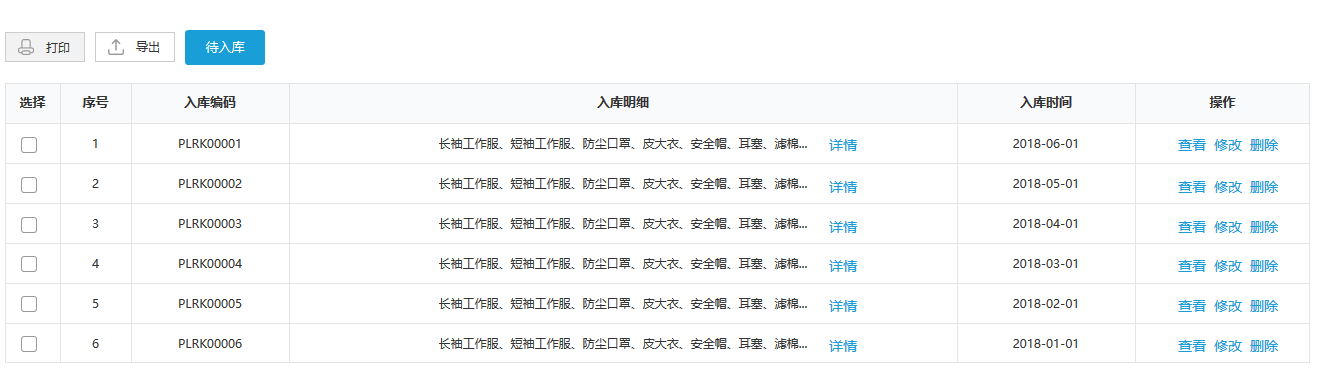 打印 导出 待入库
选择 序号 入库编码 入库明细 入库时间 操作
1 PLRK00001 长袖工作服、短袖工作服、防尘口罩、皮大衣、安全帽、耳塞、滤棉... 详情 2018-06-01 查看 修改 删除
2 PLRK00002 长袖工作服、短袖工作服、防尘口罩、皮大衣、安全帽、耳塞、滤棉... 详情 2018-05-01 查看 修改 删除
3 PLRK00003 长袖工作服、短袖工作服、防尘口罩、皮大衣、安全帽、耳塞、滤棉... 详情 2018-04-01 查看 修改 删除
4 PLRK00004 长袖工作服、短袖工作服、防尘口罩、皮大衣、安全帽、耳塞、滤棉... 详情 2018-03-01 查看 修改 删除
5 PLRK00005 长袖工作服、短袖工作服、防尘口罩、皮大衣、安全帽、耳塞、滤棉... 详情 2018-02-01 查看 修改 删除
6 PLRK00006 长袖工作服、短袖工作服、防尘口罩、皮大衣、安全帽、耳塞、滤棉... 详情 2018-01-01 查看 修改 删除